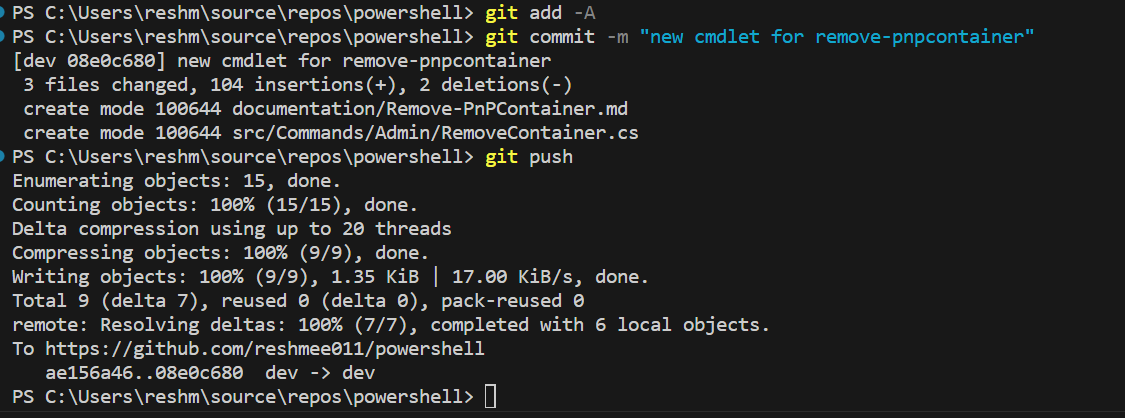 PS C:\Users\reshm\source\repos\powershell> git add -A
PS C:\Users\reshm\source\repos\powershell> git commit -m "new cmdlet for remove-pnpcontainer"
[dev 08e0c680] new cmdlet for remove-pnpcontainer
 3 files changed, 104 insertions(+), 2 deletions(-)
 create mode 100644 documentation/Remove-PnPContainer.md
 create mode 100644 src/Commands/Admin/RemoveContainer.cs
PS C:\Users\reshm\source\repos\powershell> git push
Enumerating objects: 15, done.
Counting objects: 100% (15/15), done.
Delta compression using up to 20 threads
Compressing objects: 100% (9/9), done.
Writing objects: 100% (9/9), 1.35 KiB | 17.00 KiB/s, done.
Total 9 (delta 7), reused 0 (delta 0), pack-reused 0
remote: Resolving deltas: 100% (7/7), completed with 6 local objects.
To https://github.com/reshmee011/powershell
   ae156a46..08e0c680  dev -> dev
PS C:\Users\reshm\source\repos\powershell>